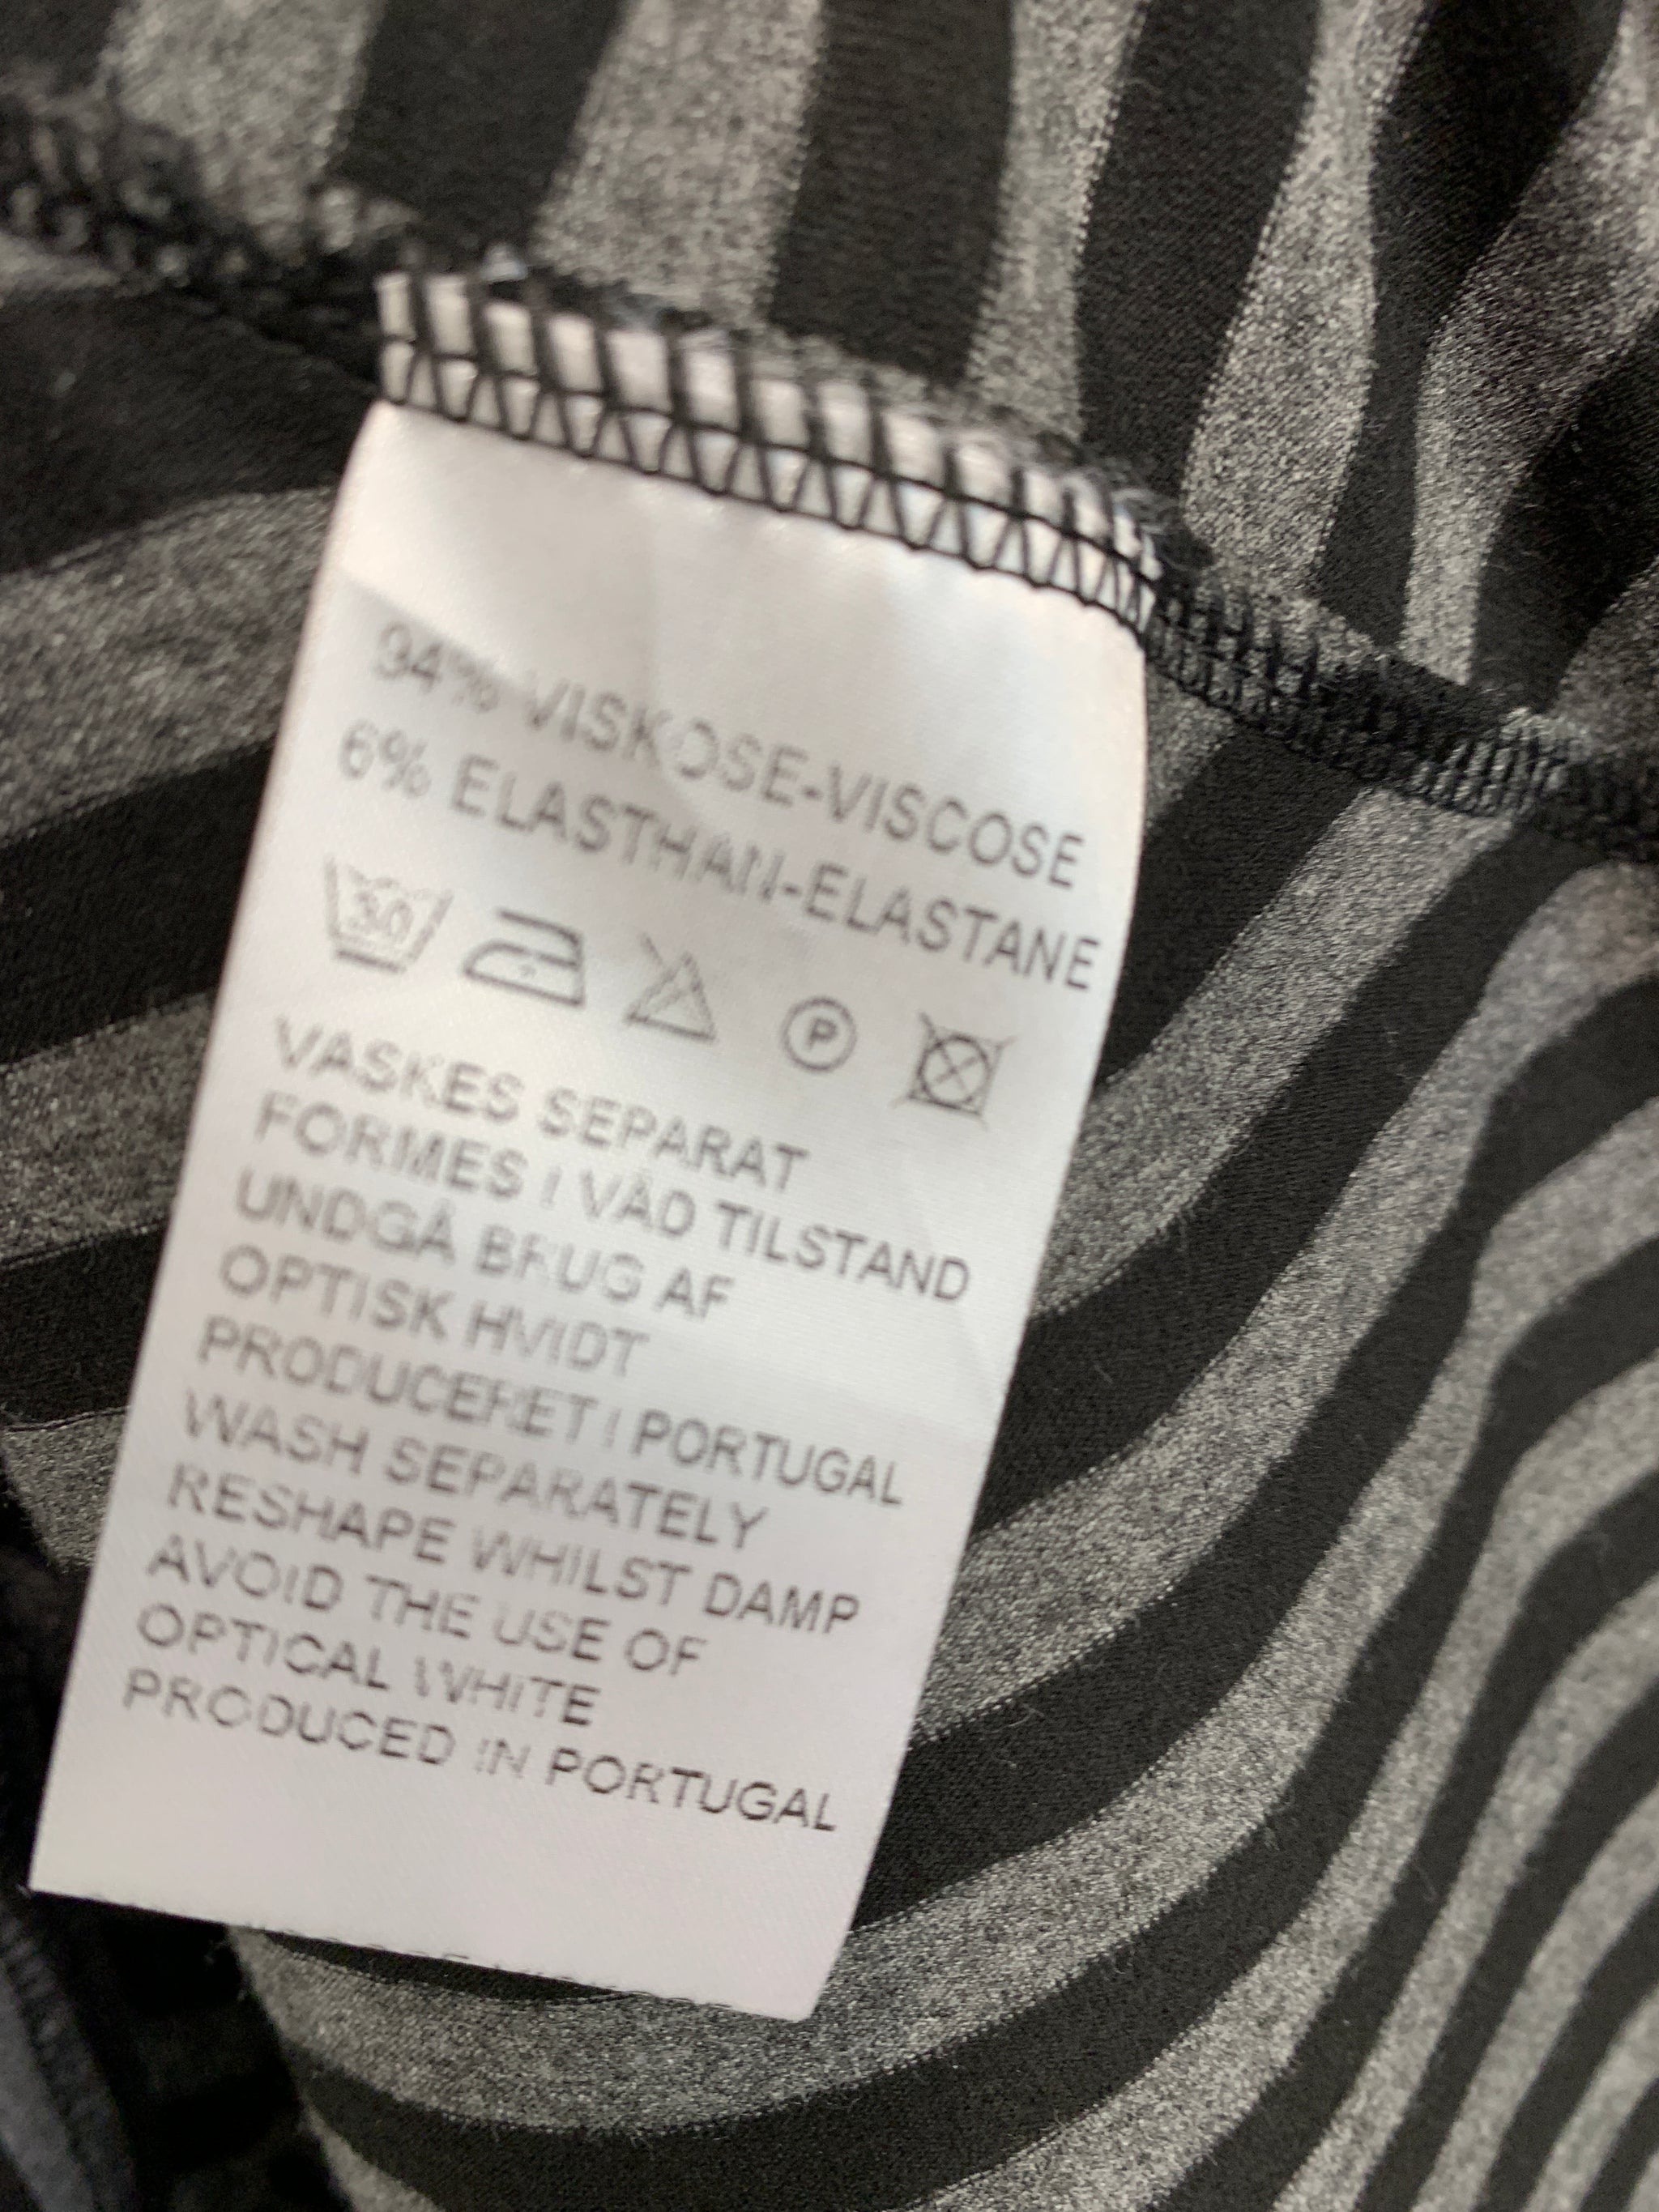 94% VISKOSE-VISCOSE
6% ELASTHAN-ELASTANE
30 P
VASKES SEPARAT
FORMES I VÅD TILSTAND
UNDGÅ BRUG AF
OPTISK HVIDT
PRODUCERET I PORTUGAL
WASH SEPARATELY
RESHAPE WHILST DAMP
AVOID THE USE OF
OPTICAL WHITE
PRODUCED IN PORTUGAL